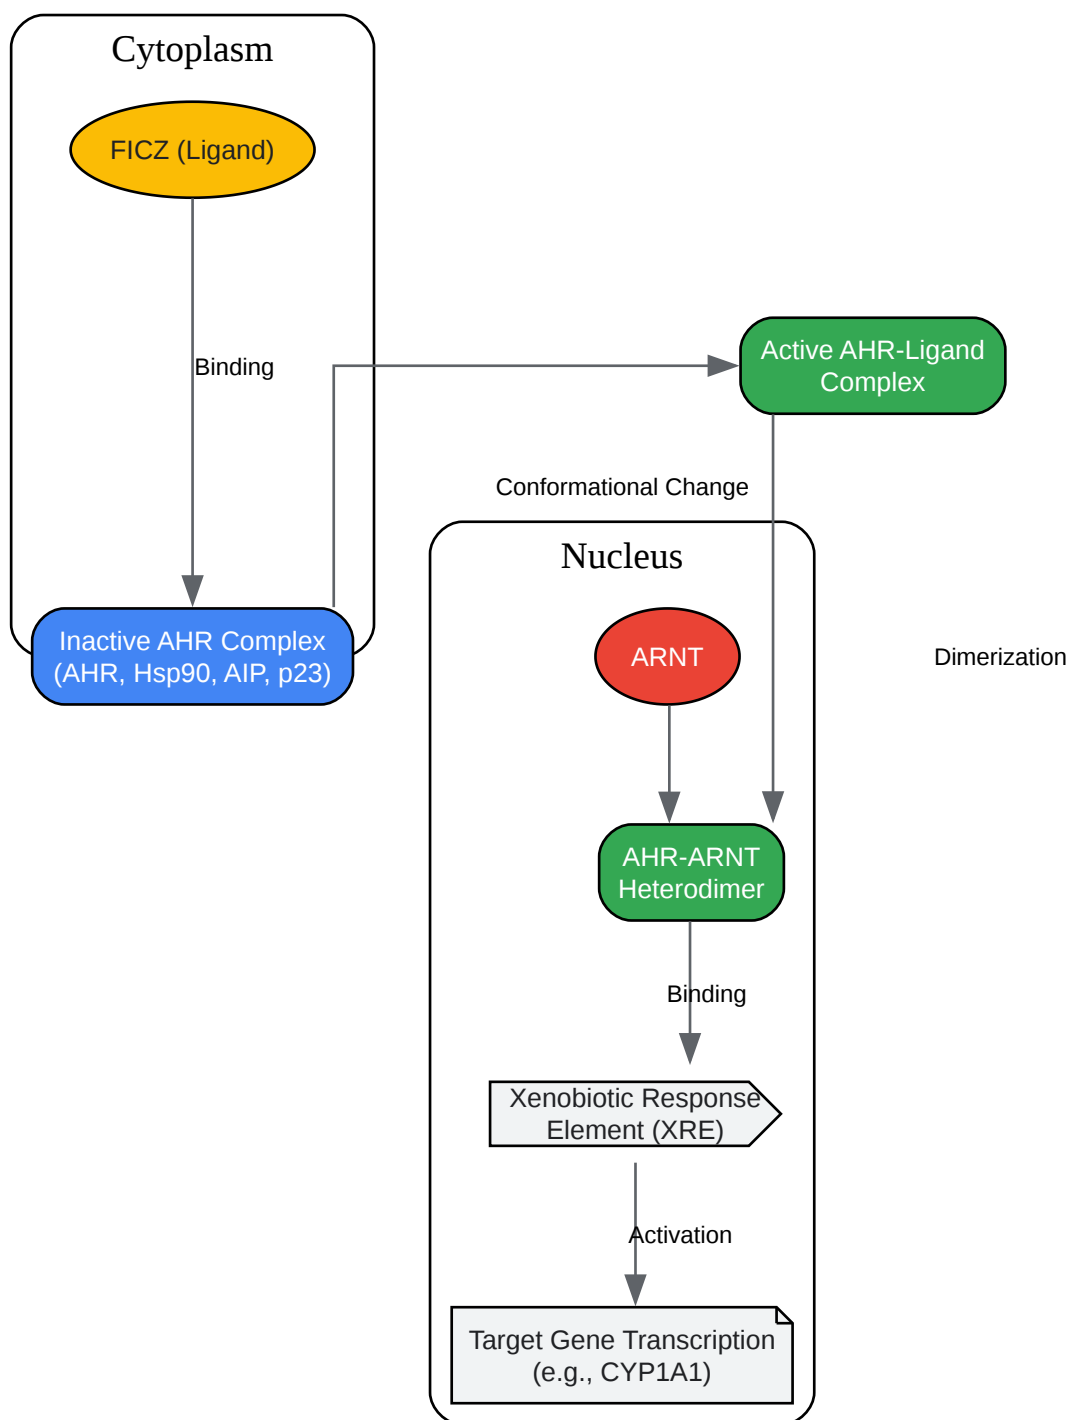 Cytoplasm
FICZ (Ligand)
Binding
Active AHR-Ligand
Complex
Conformational Change
Nucleus
Inactive AHR Complex
(AHR, Hsp90, AIP, p23)
ARNT
Dimerization
AHR-ARNT
Heterodimer
Binding
Xenobiotic Response
Element (XRE)
Activation
Target Gene Transcription
(e.g., CYP1A1)